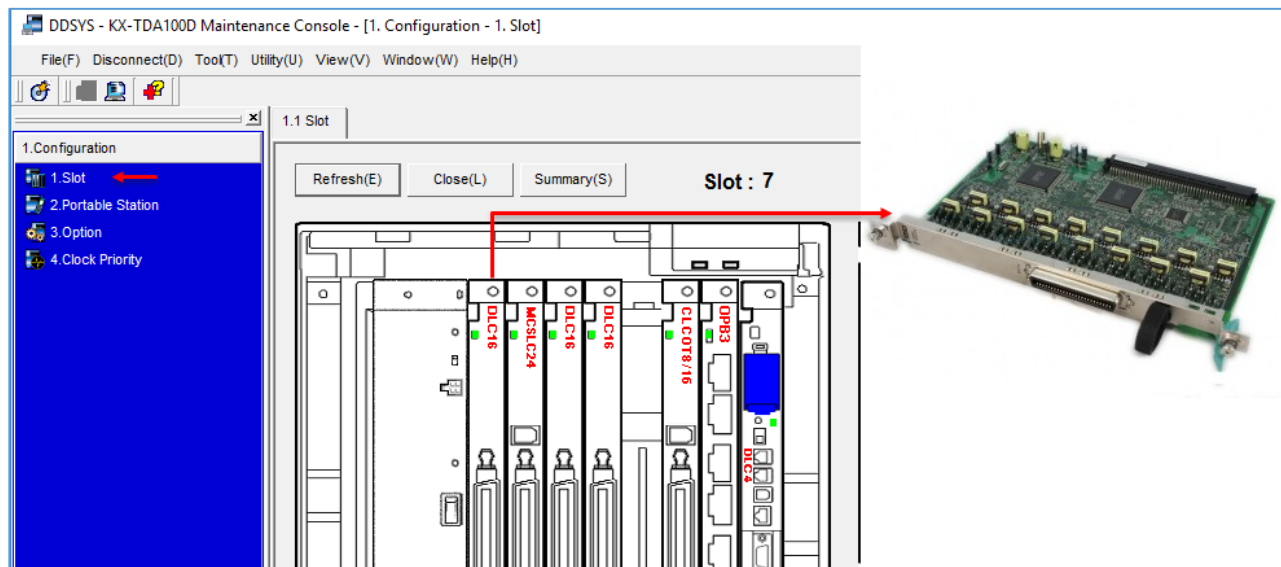 DDSYS - KX-TDA100D Maintenance Console - [1. Configuration - 1. Slot]
File(F) Disconnect(D) Tool(T) Utility(U) View(V) Window(W) Help(H)
1.1 Slot
1.Configuration
1.Slot
2.Portable Station
3.Option
4.Clock Priority
Refresh(E) Close(L) Summary(S) Slot : 7
DLC16
MCSLC24
DLC16
DLC16
CLCOT8/16
OPB3
DLC4